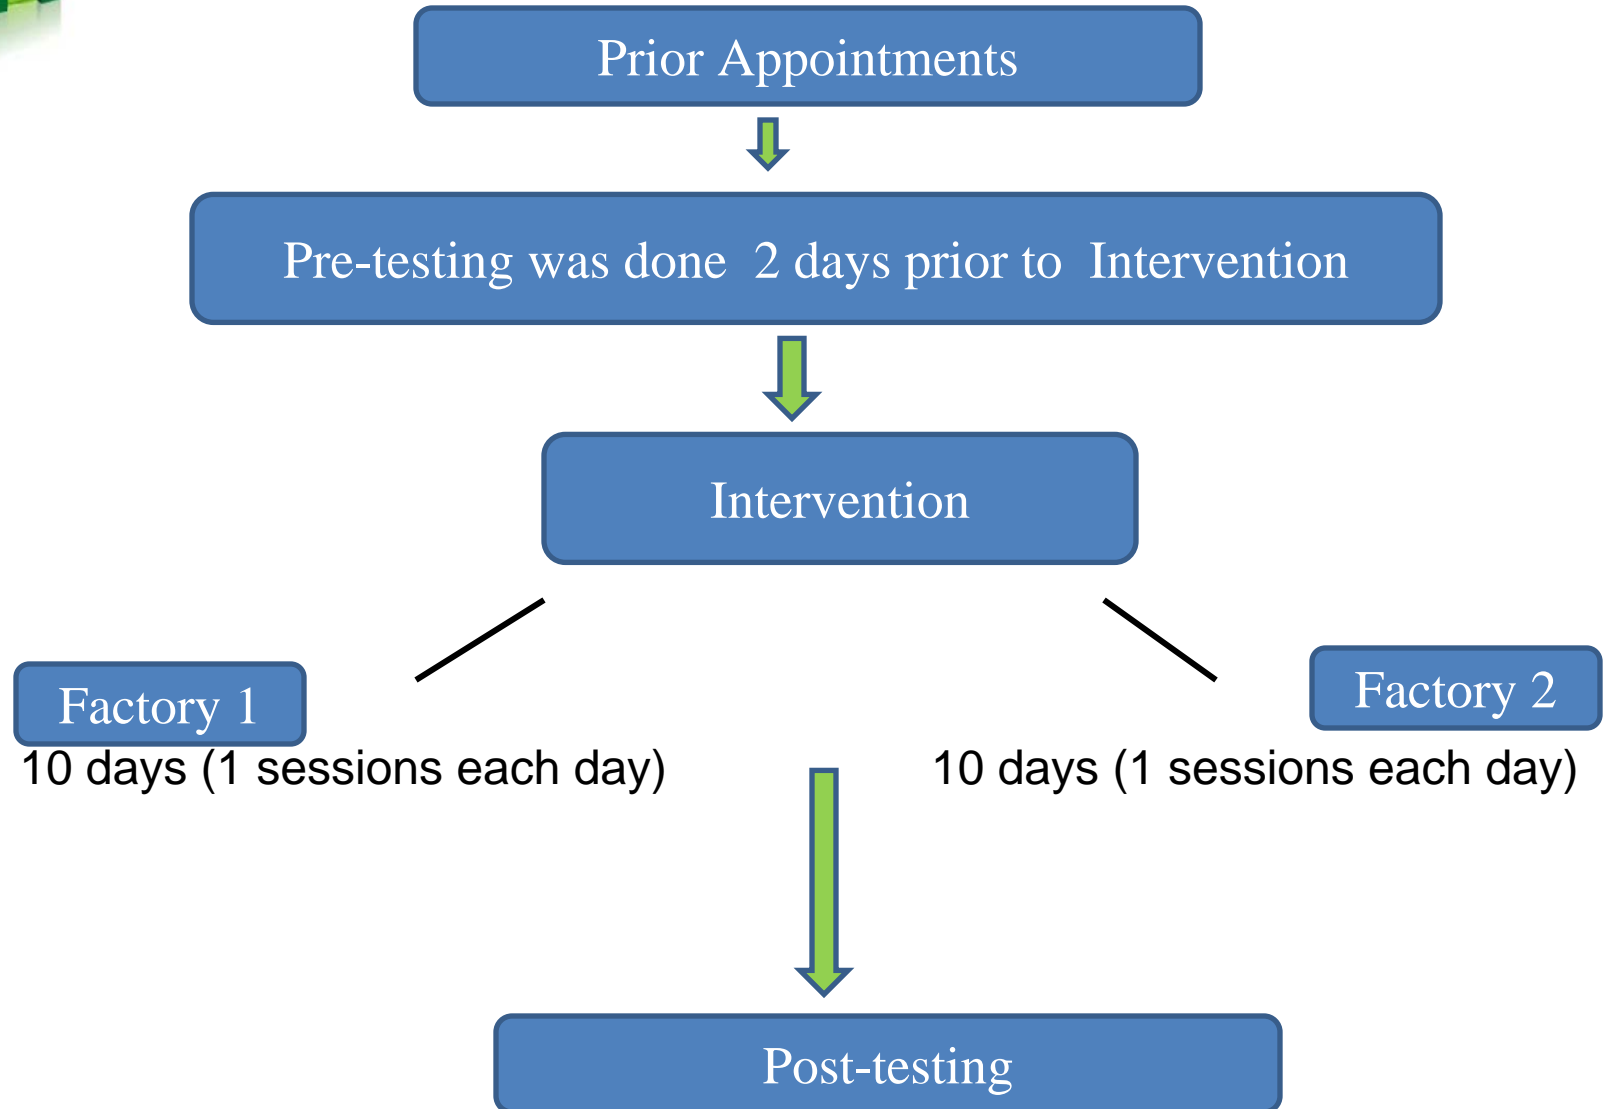 Prior Appointments
Pre-testing was done 2 days prior to Intervention
Intervention
Factory 1
10 days (1 sessions each day)
Factory 2
10 days (1 sessions each day)
Post-testing